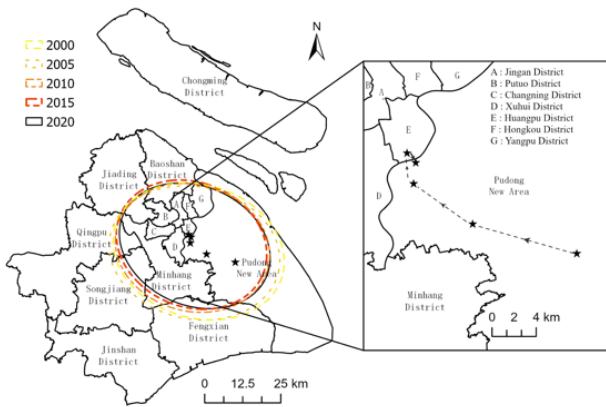 2000
2005
2010
2015
2020
N
Chongming
District
Baoshan
District
Jiading
District
A
F
G
B
C
E
D
Qingpu
District
Pudong
New Area
Minhang
District
Songjiang
District
Fengxian
District
Jinshan
District
0 12.5 25 km
A : Jingan District
B : Putuo District
C : Changning District
D : Xuhui District
E : Huangpu District
F : Hongkou District
G : Yangpu District
B
A
F
G
E
D
Pudong
New Area
Minhang
District
0 2 4 km